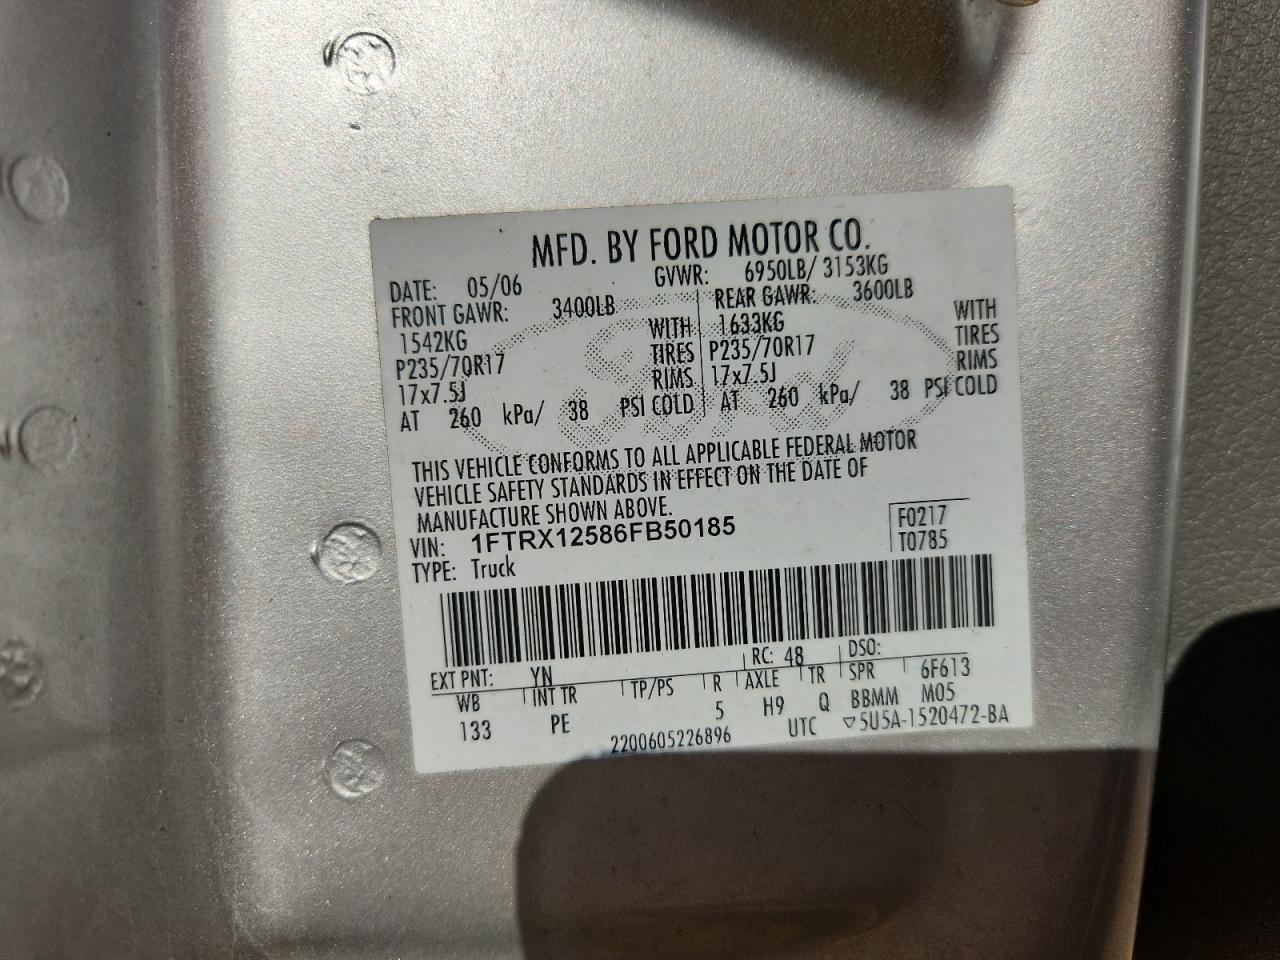 MFD. BY FORD MOTOR CO.
DATE: 05/06 GVWR: 6950LB/ 3153KG
FRONT GAWR: 3400LB REAR GAWR: 3600LB
1542KG WITH 1633KG WITH
P235/70R17 TIRES P235/70R17 TIRES
17x7.5J RIMS 17x7.5J RIMS
AT 260 kPa/ 38 PSI COLD AT 260 kPa/ 38 PSI COLD
THIS VEHICLE CONFORMS TO ALL APPLICABLE FEDERAL MOTOR
VEHICLE SAFETY STANDARDS IN EFFECT ON THE DATE OF
MANUFACTURE SHOWN ABOVE.
VIN: 1FTRX12586FB50185 F0217
TYPE: Truck T0785
EXT PNT: YN RC: 48 DSO:
WB INT TR TP/PS R AXLE TR SPR 6F613
133 PE 5 H9 Q BBMM M05
2200605226896 UTC ▽5U5A-1520472-BA